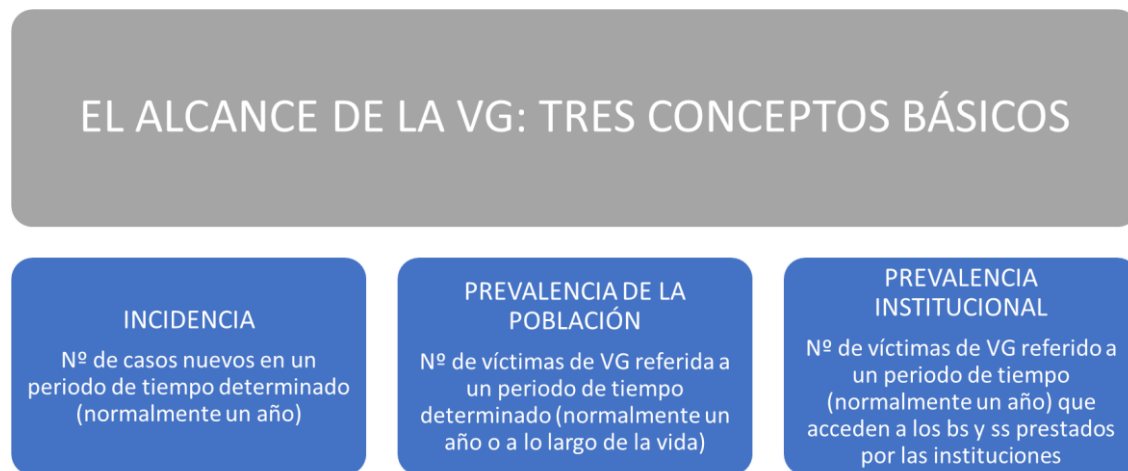 EL ALCANCE DE LA VG: TRES CONCEPTOS BÁSICOS
INCIDENCIA
Nº de casos nuevos en un
periodo de tiempo determinado
(normalmente un año)
PREVALENCIA DE LA
POBLACIÓN
Nº de víctimas de VG referida a
un periodo de tiempo
determinado (normalmente un
año o a lo largo de la vida)
PREVALENCIA
INSTITUCIONAL
Nº de víctimas de VG referido a
un periodo de tiempo
(normalmente un año) que
acceden a los bs y ss prestados
por las instituciones